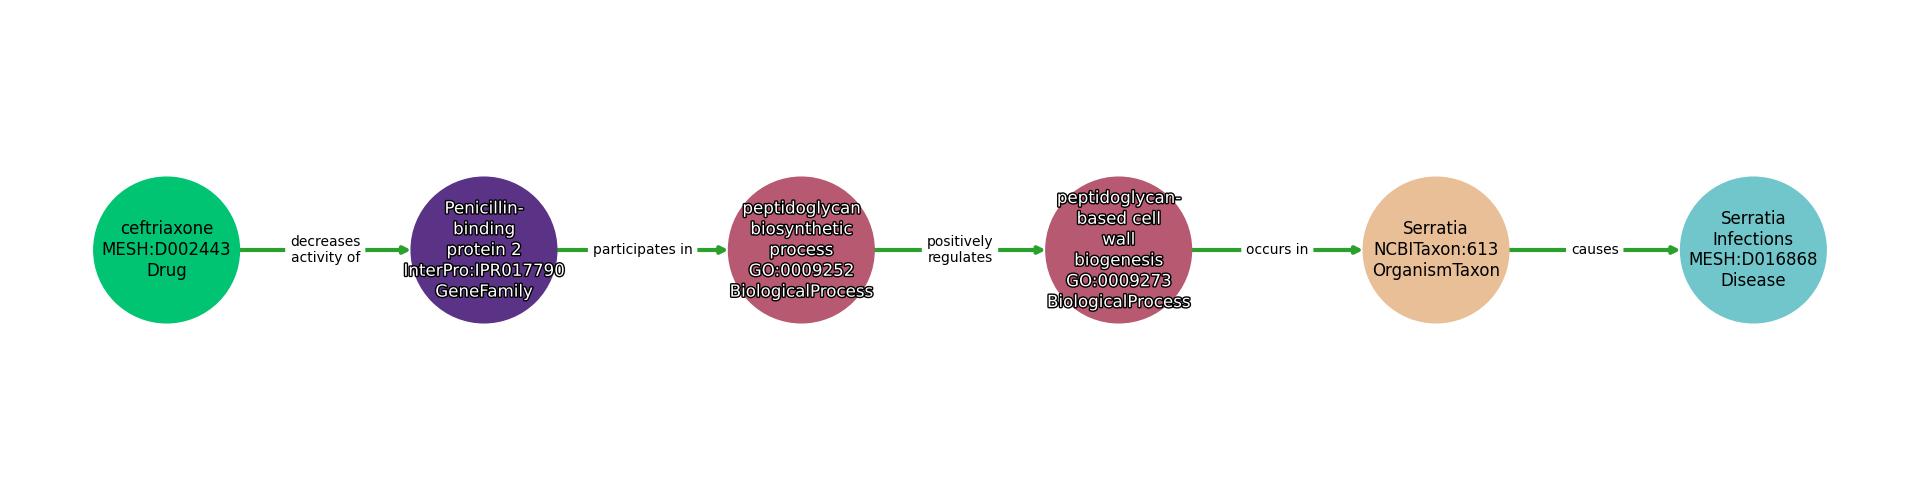 ceftriaxone
MESH:D002443
Drug
decreases
activity of
Penicillin-
binding
protein 2
InterPro:IPR017790
GeneFamily
participates in
peptidoglycan
biosynthetic
process
GO:0009252
BiologicalProcess
positively
regulates
peptidoglycan-
based cell
wall
biogenesis
GO:0009273
BiologicalProcess
occurs in
Serratia
NCBITaxon:613
OrganismTaxon
causes
Serratia
Infections
MESH:D016868
Disease